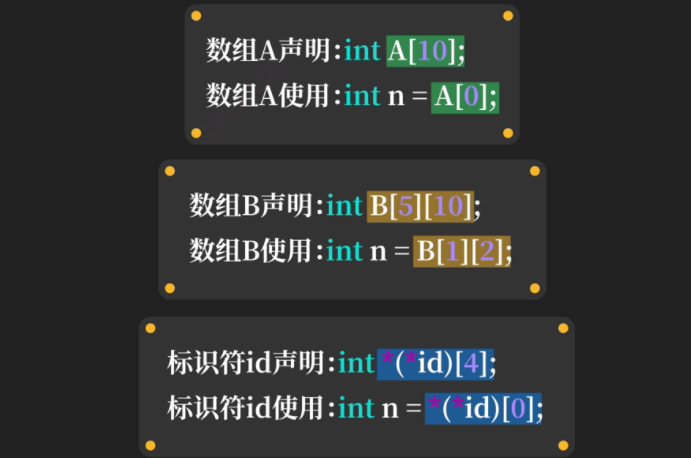 数组A声明:int A[10];
数组A使用:int n = A[0];
数组B声明:int B[5][10];
数组B使用:int n = B[1][2];
标识符id声明:int *(*id)[4];
标识符id使用:int n = *(*id)[0];